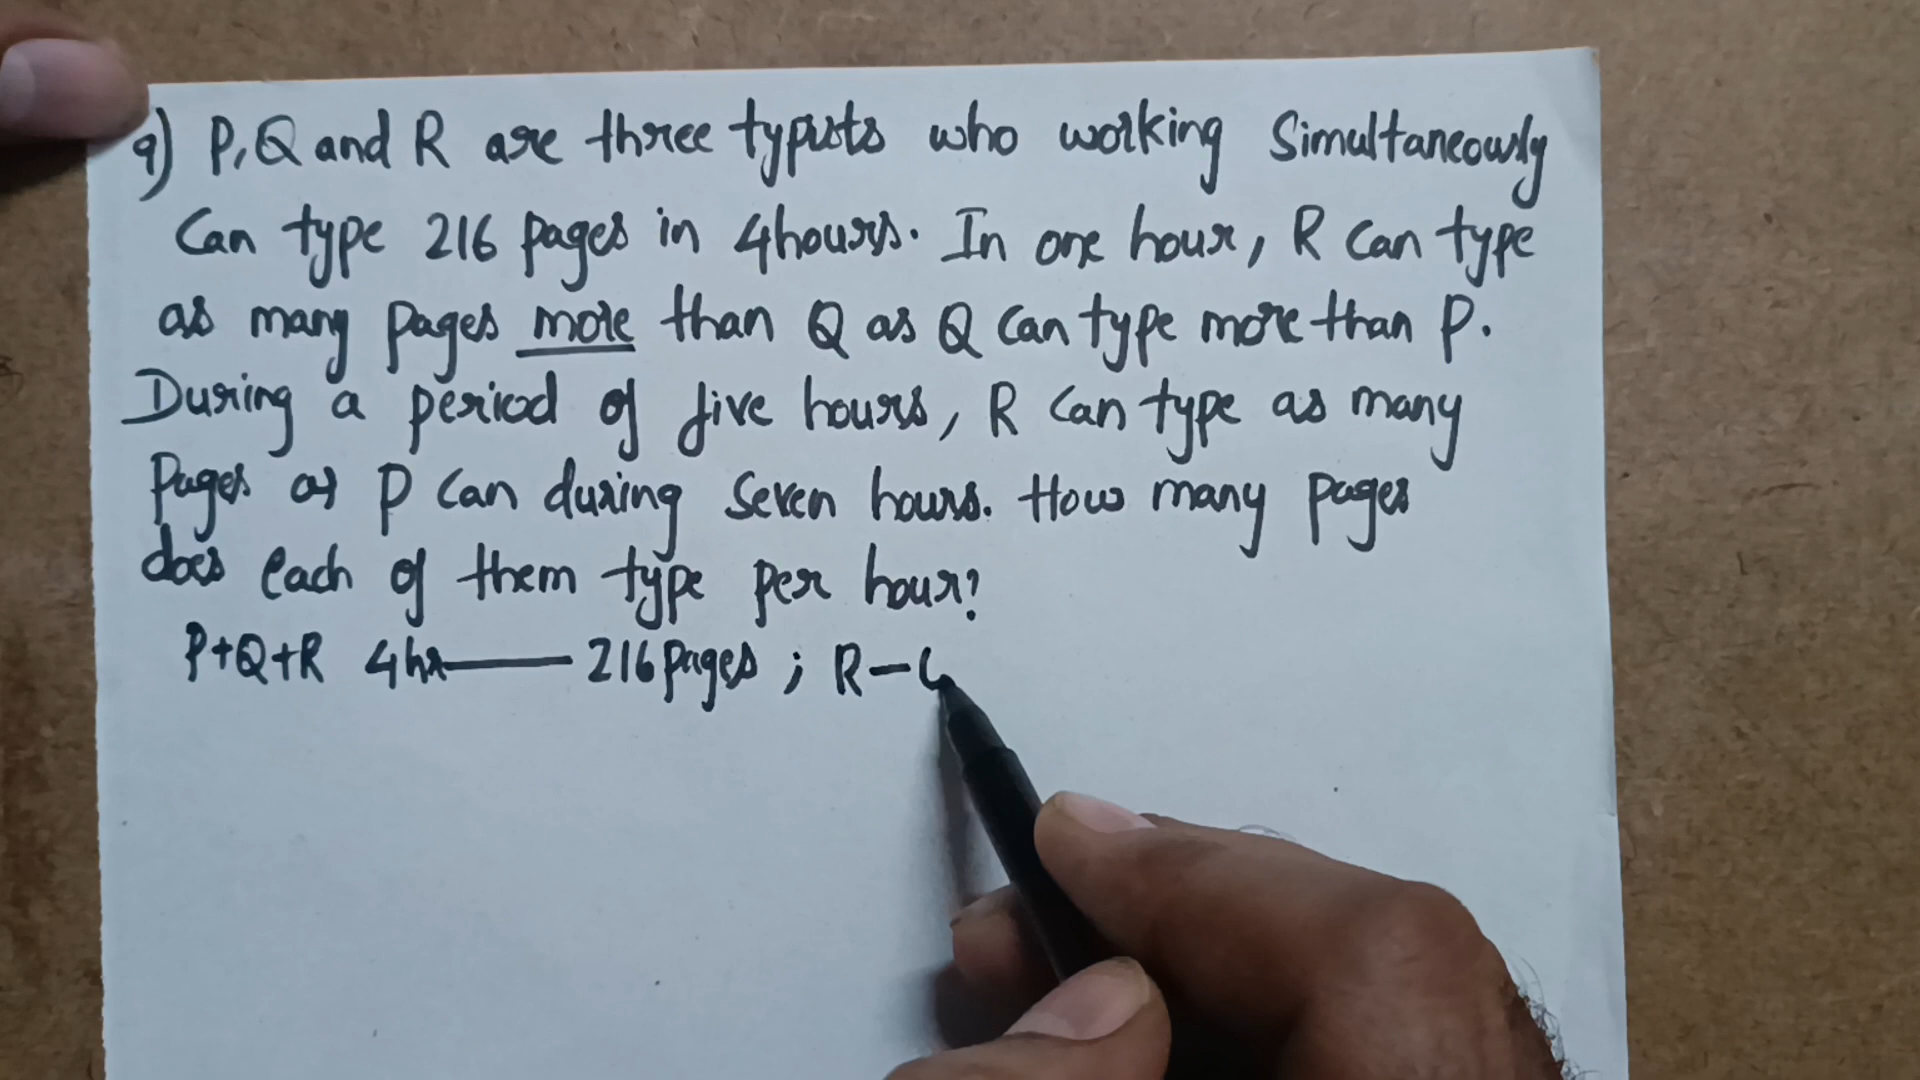 9) P, Q and R are three typists who working Simultaneously
Can type 216 pages in 4hours. In one hour, R can type
as many pages more than Q as Q can type more than P.
During a period of five hours, R can type as many
Pages as P can during seven hours. How many pages
does each of them type per hour?
P+Q+R 4hr—— 216 pages ; R-